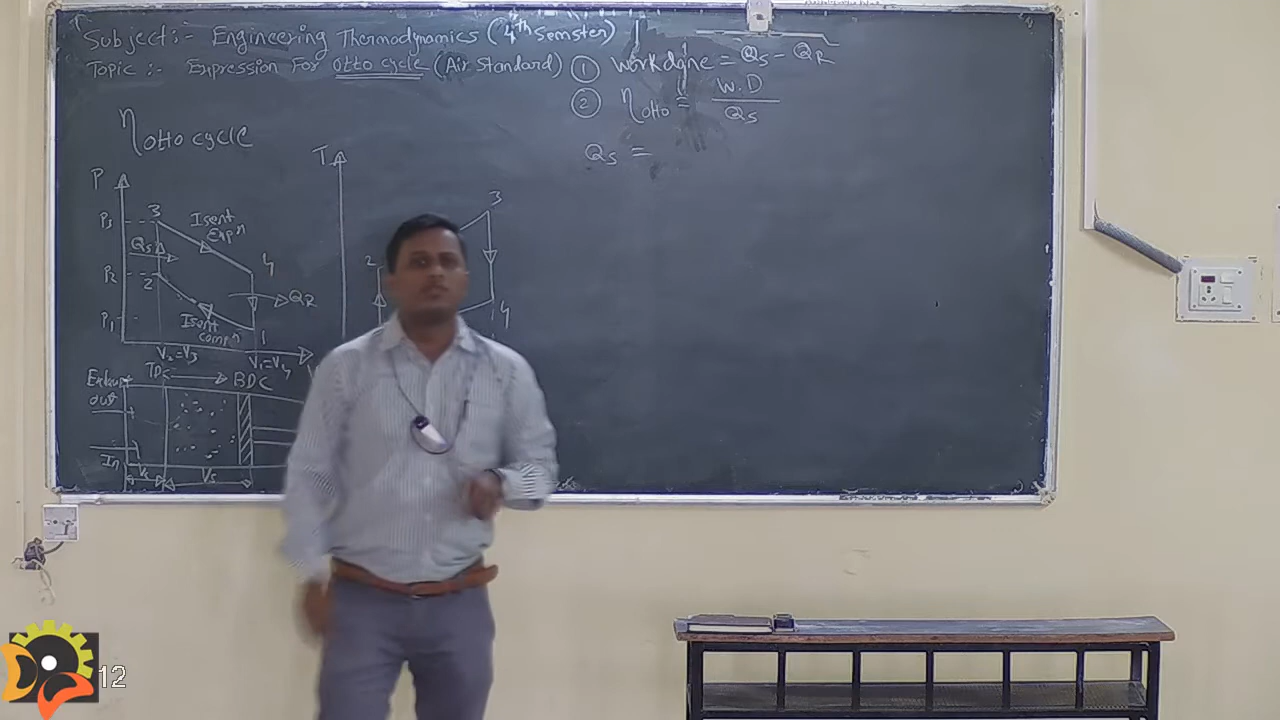 Subject:- Engineering Thermodynamics (4th Semster)
Topic :- Expression For Otto cycle (Air Standard)
① Workdone = QS - QR
② ηotto = W.D / QS
QS =
ηotto cycle
P
P3
3
Isent Expn
QS
4
P2
2
QR
P1
Isent compn
1
V2=V3
V1=V4
T
3
2
4
TDC
BDC
Exhaust out
In
Vc
Vs
12